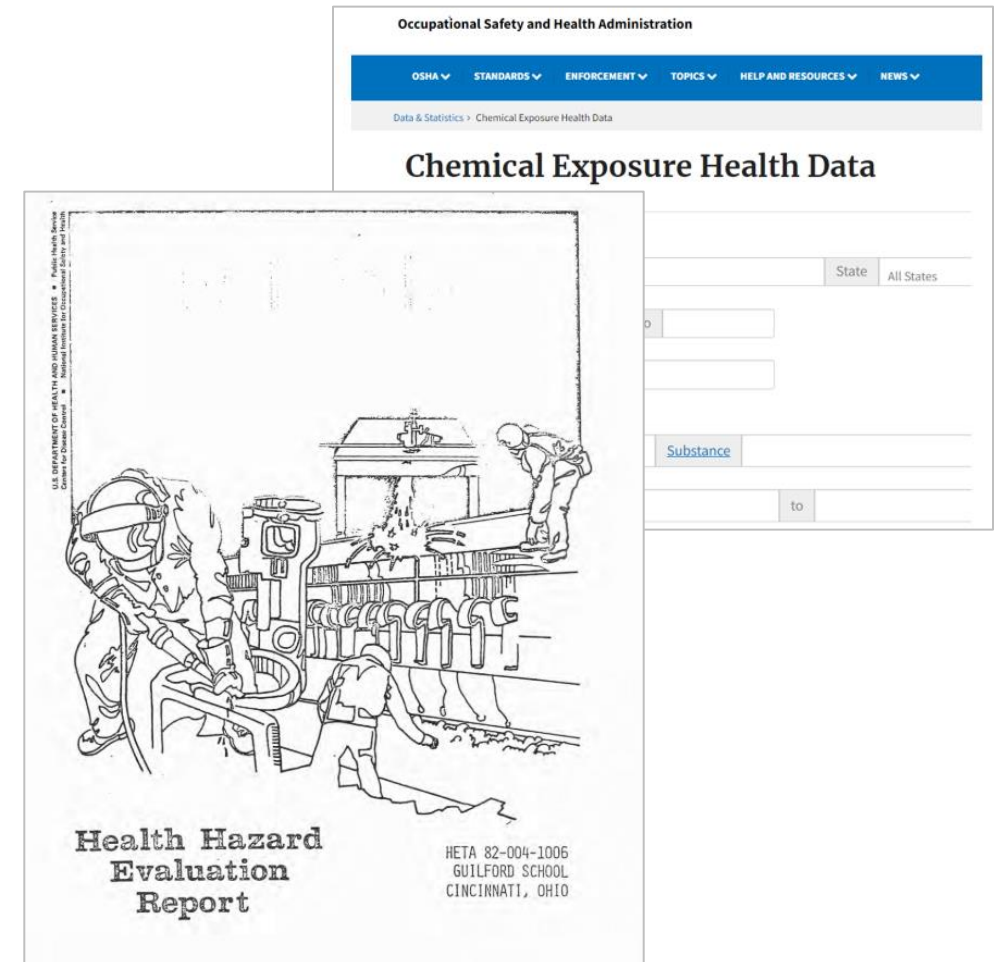 Occupational Safety and Health Administration
OSHA STANDARDS ENFORCEMENT TOPICS HELP AND RESOURCES NEWS
Data & Statistics > Chemical Exposure Health Data
Chemical Exposure Health Data
State All States
Substance
to
U.S. DEPARTMENT OF HEALTH AND HUMAN SERVICES ■ Public Health Service
Centers for Disease Control ■ National Institute for Occupational Safety and Health
Health Hazard
Evaluation
Report
HETA 82-004-1006
GUILFORD SCHOOL
CINCINNATI, OHIO